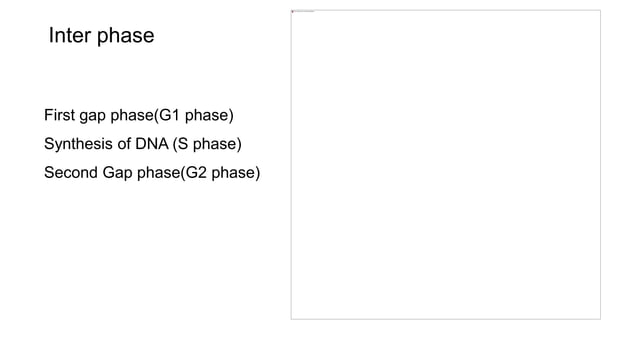 Inter phase
First gap phase(G1 phase)
Synthesis of DNA (S phase)
Second Gap phase(G2 phase)